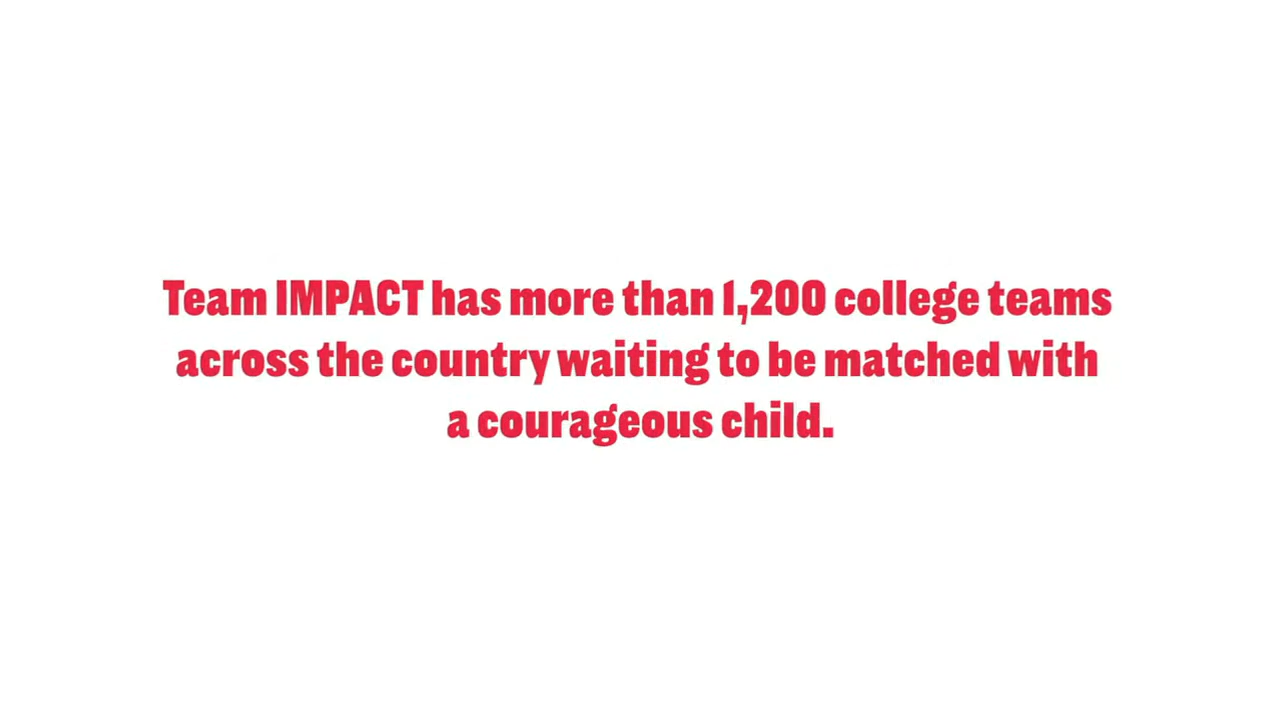 Team IMPACT has more than 1,200 college teams
across the country waiting to be matched with
a courageous child.